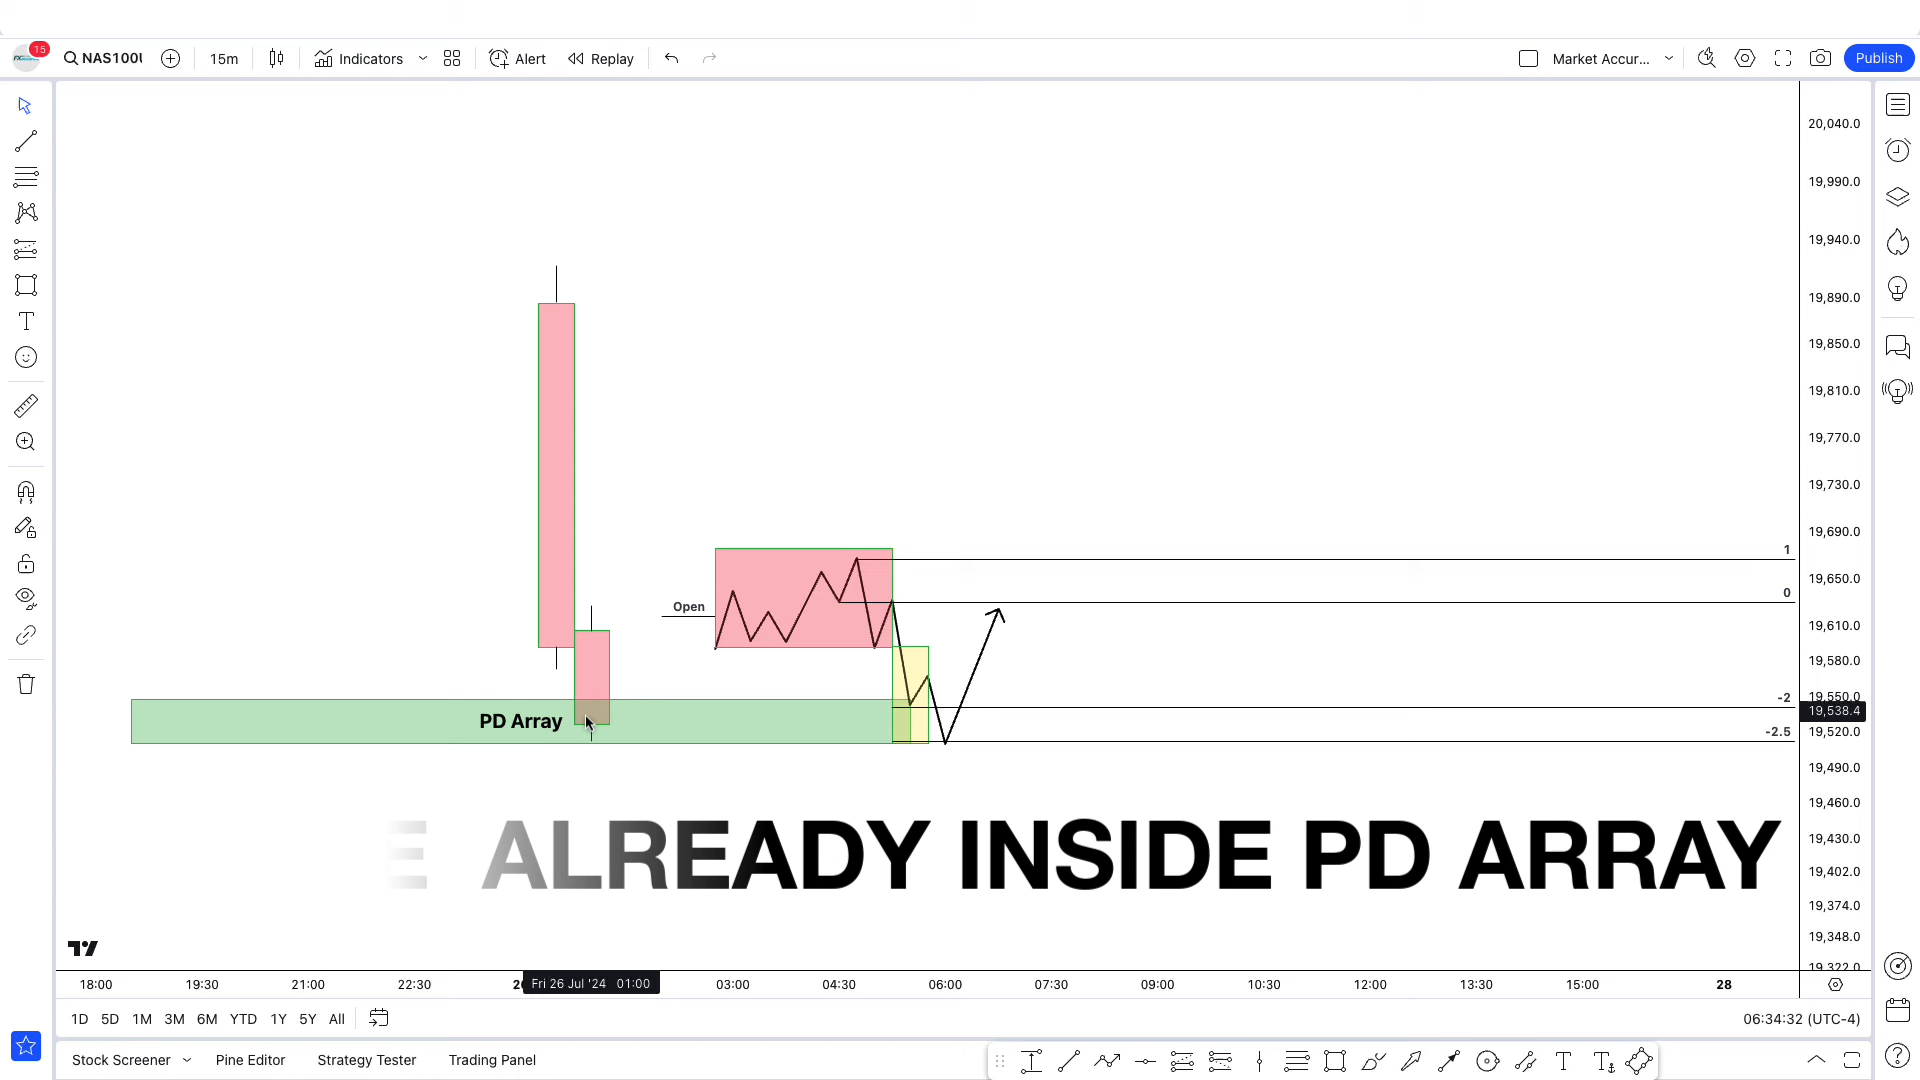 15
NAS100U
15m
Indicators
Alert
Replay
Market Accur...
Publish
20,040.0
19,990.0
19,940.0
19,890.0
19,850.0
19,810.0
19,770.0
19,730.0
19,690.0
1
19,650.0
0
Open
19,610.0
19,580.0
-2
19,550.0
19,538.4
PD Array
-2.5
19,520.0
19,490.0
19,460.0
E ALREADY INSIDE PD ARRAY
19,430.0
19,402.0
19,374.0
19,348.0
19,322.0
18:00 19:30 21:00 22:30 Fri 26 Jul '24 01:00 03:00 04:30 06:00 07:30 09:00 10:30 12:00 13:30 15:00 28
1D 5D 1M 3M 6M YTD 1Y 5Y All
06:34:32 (UTC-4)
Stock Screener Pine Editor Strategy Tester Trading Panel